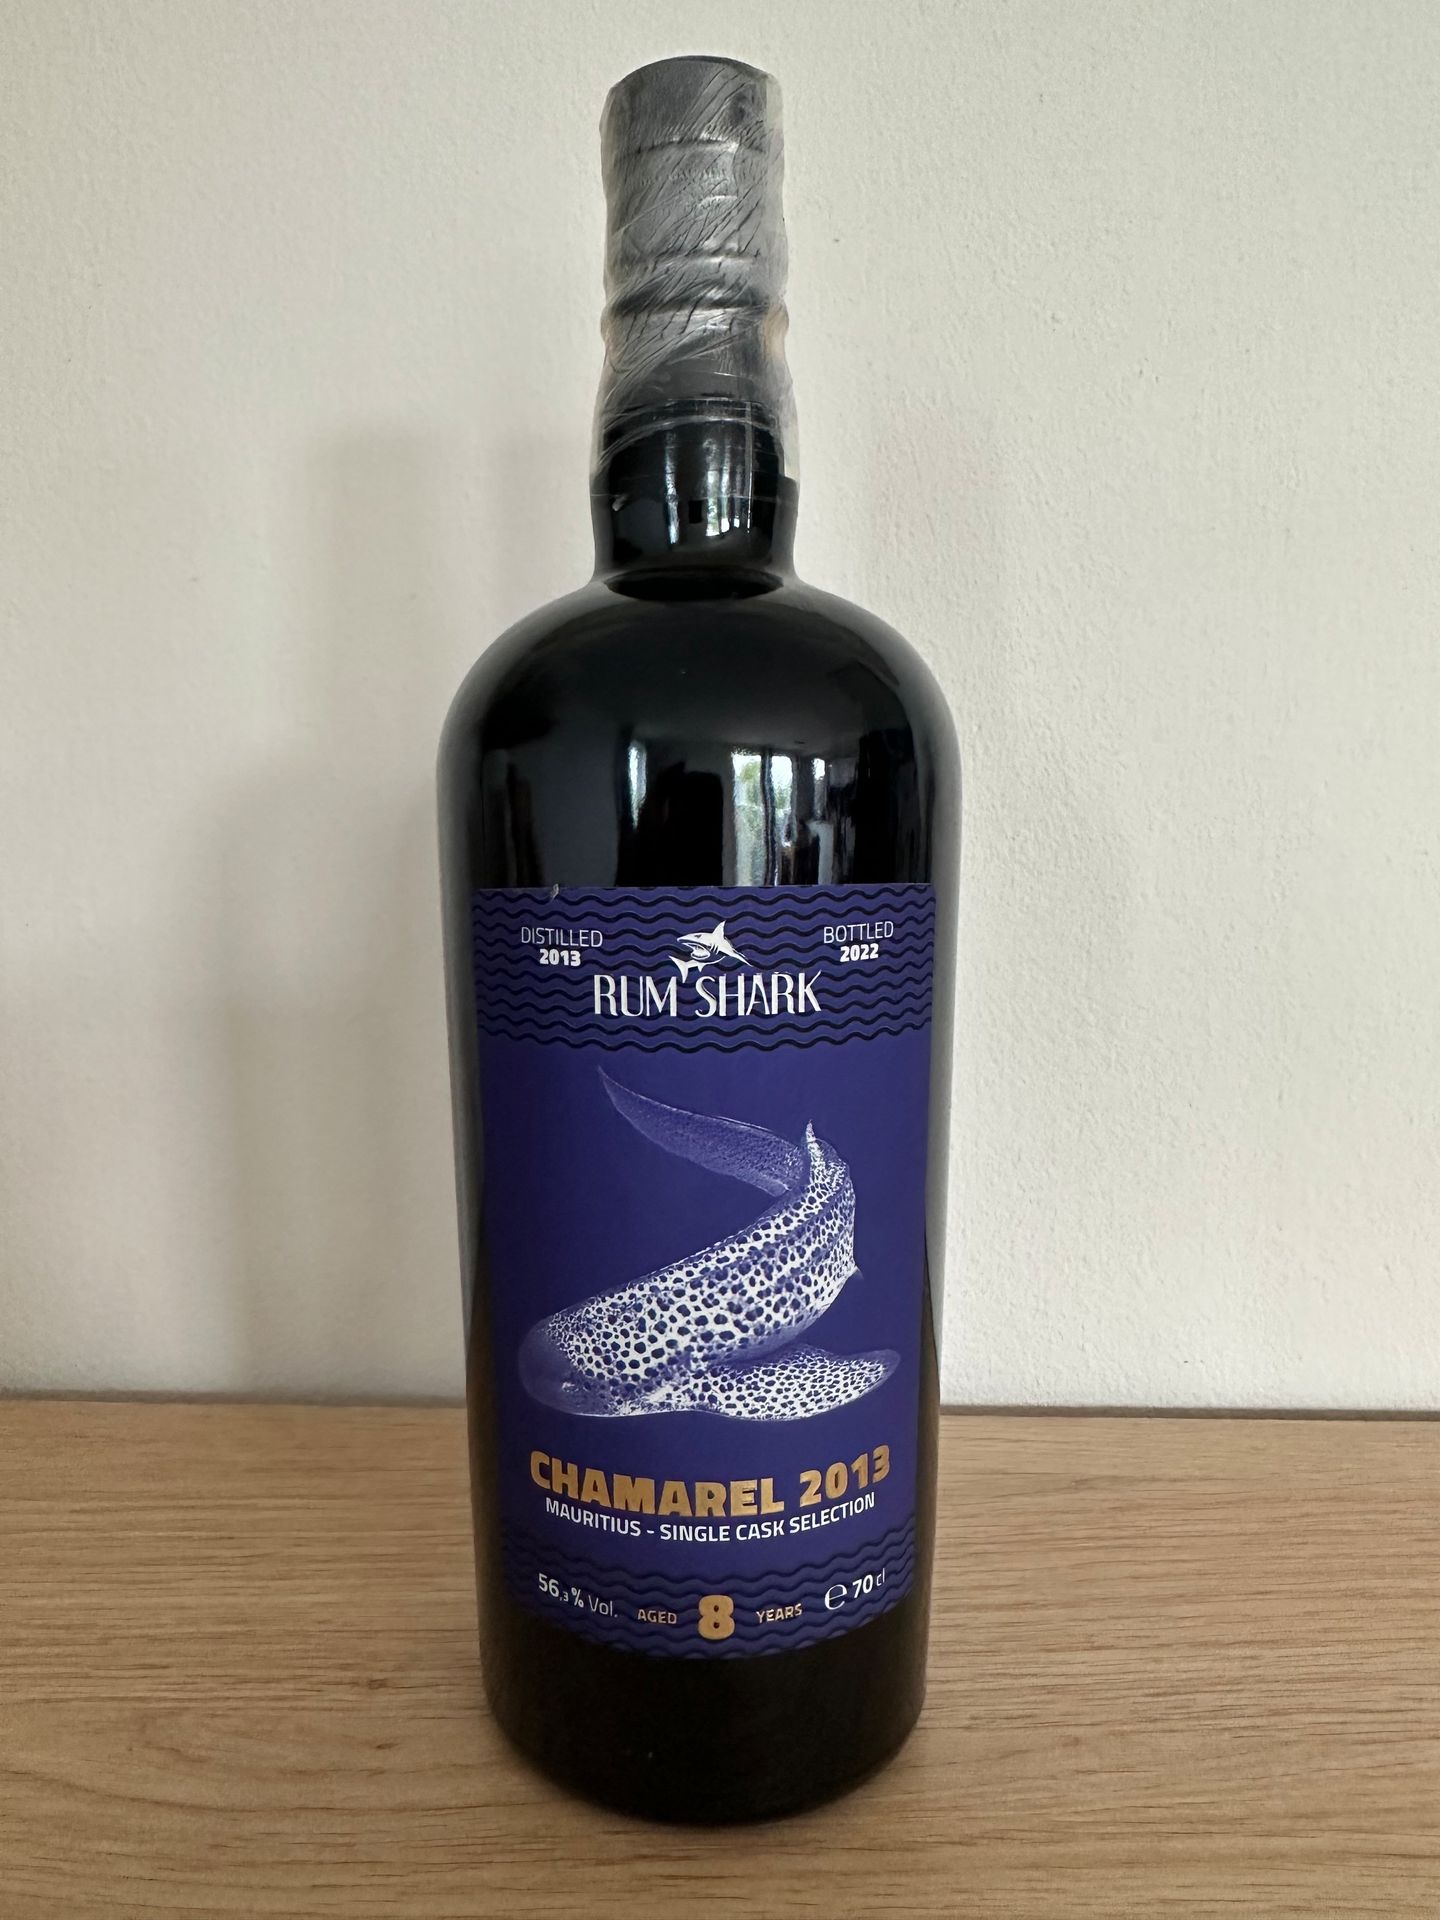 DISTILLED
2013
BOTTLED
2022
RUM SHARK
CHAMAREL 2013
MAURITIUS - SINGLE CASK SELECTION
56,3% Vol. AGED 8 YEARS ℮ 70 cl